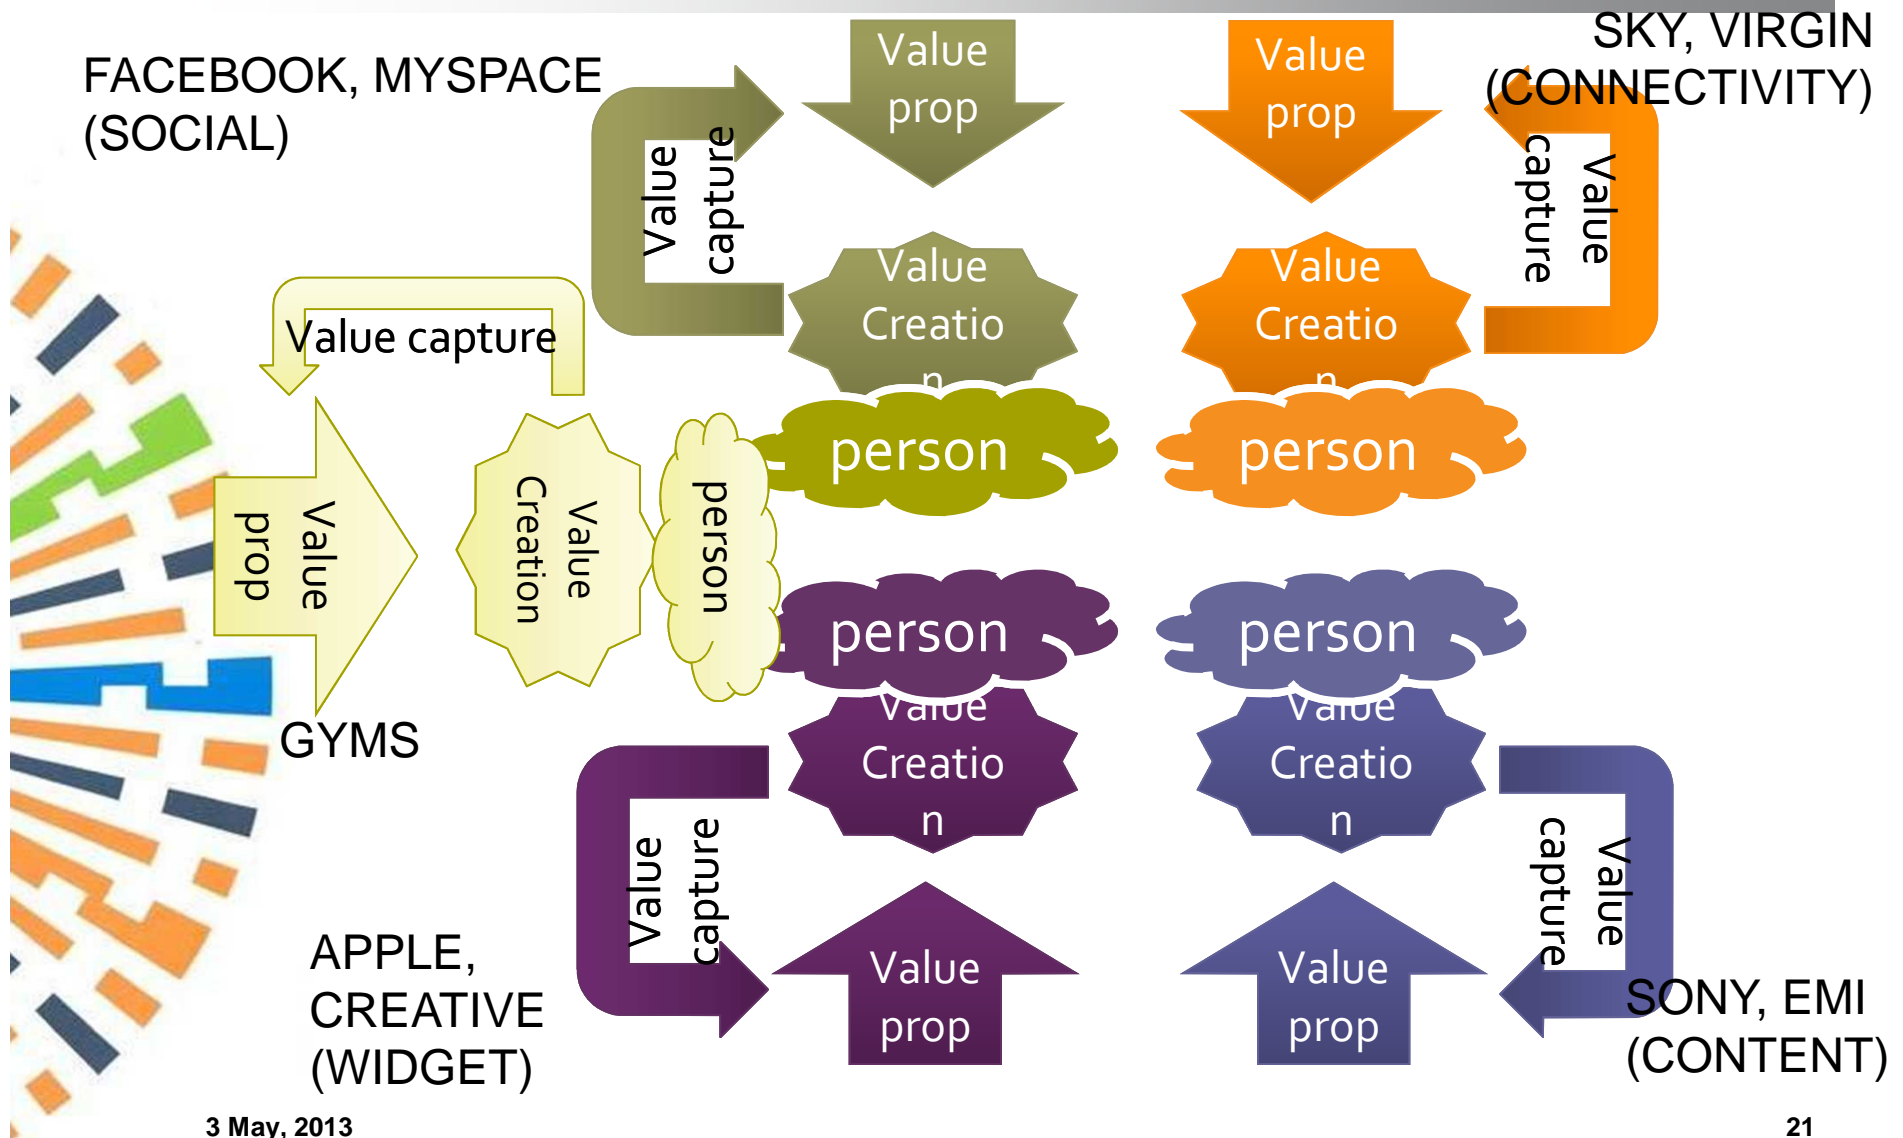 FACEBOOK, MYSPACE
(SOCIAL)
Value
prop
Value
prop
SKY, VIRGIN
(CONNECTIVITY)
Value
capture
Value
capture
Value
Creatio
n
Value
Creatio
n
Value capture
person
person
Value
prop
Value
Creation
person
person
person
GYMS
Value
Creatio
n
Value
Creatio
n
Value
capture
Value
capture
APPLE,
CREATIVE
(WIDGET)
Value
prop
Value
prop
SONY, EMI
(CONTENT)
3 May, 2013
21